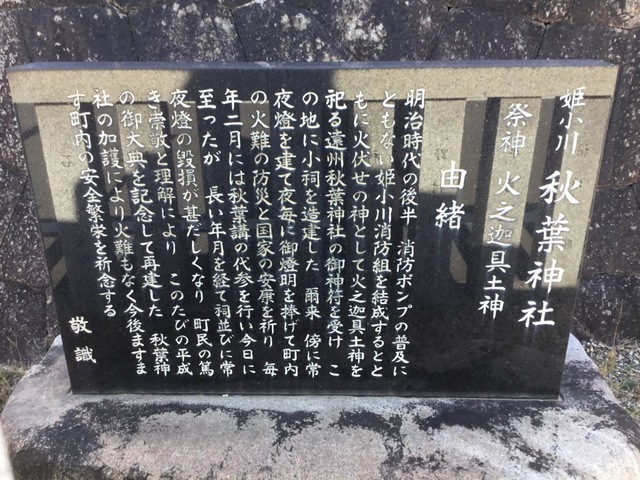 姫小川 秋葉神社
祭神 火之迦具土神
由緒
明治時代の後半 消防ポンプの普及に
ともない姫小川消防組を結成するとと
もに火伏せの神として火之迦具土神を
祀る遠州秋葉神社の御神符を受け こ
の地に小祠を造建した 爾来 傍に常
夜燈を建て夜毎に御燈明を捧げて町内
の火難の防災と国家の安康を祈り 毎
年二月には秋葉講の代参を行い今日に
至ったが 長い年月を経て祠並びに常
夜燈の毀損が甚だしくなり 町民の篤
き崇敬と理解により このたびの平成
の御大典を記念して再建した 秋葉神
社の加護により火難もなく今後ますま
す町内の安全繁栄を祈念する
敬識